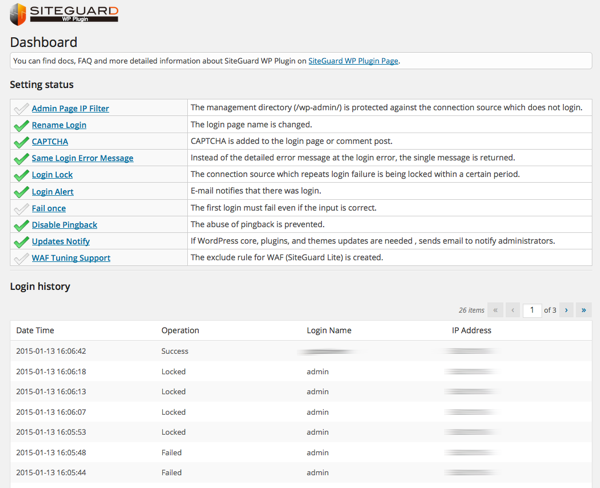 SITEGUARD
WP Plugin
Dashboard
You can find docs, FAQ and more detailed information about SiteGuard WP Plugin on SiteGuard WP Plugin Page.
Setting status
Admin Page IP Filter The management directory (/wp-admin/) is protected against the connection source which does not login.
Rename Login The login page name is changed.
CAPTCHA CAPTCHA is added to the login page or comment post.
Same Login Error Message Instead of the detailed error message at the login error, the single message is returned.
Login Lock The connection source which repeats login failure is being locked within a certain period.
Login Alert E-mail notifies that there was login.
Fail once The first login must fail even if the input is correct.
Disable Pingback The abuse of pingback is prevented.
Updates Notify If WordPress core, plugins, and themes updates are needed , sends email to notify administrators.
WAF Tuning Support The exclude rule for WAF (SiteGuard Lite) is created.
Login history
26 items « ‹ 1 of 3 › »
Date Time Operation Login Name IP Address
2015-01-13 16:06:42 Success
2015-01-13 16:06:18 Locked admin
2015-01-13 16:06:13 Locked admin
2015-01-13 16:06:07 Locked admin
2015-01-13 16:05:53 Locked admin
2015-01-13 16:05:48 Failed admin
2015-01-13 16:05:44 Failed admin